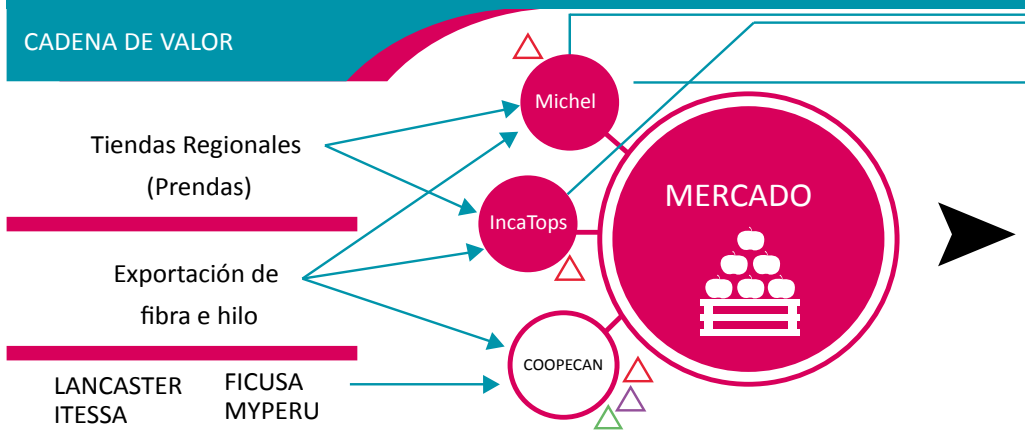 CADENA DE VALOR
Michel
Tiendas Regionales
(Prendas)
MERCADO
IncaTops
Exportación de
fibra e hilo
COOPECAN
LANCASTER
ITESSA
FICUSA
MYPERU